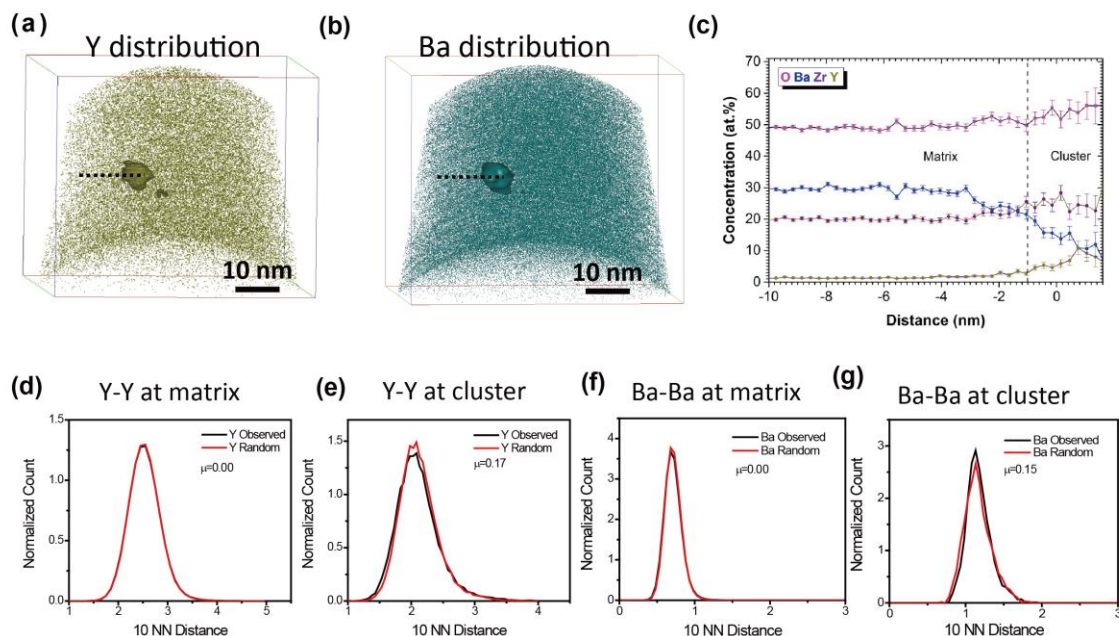 (a)
Y distribution
10 nm
(b)
Ba distribution
10 nm
(c)
Concentration (at.%)
70
60
50
40
30
20
10
0
O Ba Zr Y
Matrix
Cluster
-10 -8 -6 -4 -2 0
Distance (nm)
(d)
Y-Y at matrix
Normalized Count
1.5
1.0
0.5
0.0
Y Observed
Y Random
μ=0.00
1 2 3 4 5
10 NN Distance
(e)
Y-Y at cluster
Normalized Count
1.5
1.0
0.5
0.0
Y Observed
Y Random
μ=0.17
1 2 3 4
10 NN Distance
(f)
Ba-Ba at matrix
Normalized Count
4
3
2
1
0
Ba Observed
Ba Random
μ=0.00
0 1 2 3
10 NN Distance
(g)
Ba-Ba at cluster
Normalized Count
3
2
1
0
Ba Observed
Ba Random
μ=0.15
0 1 2 3
10 NN Distance